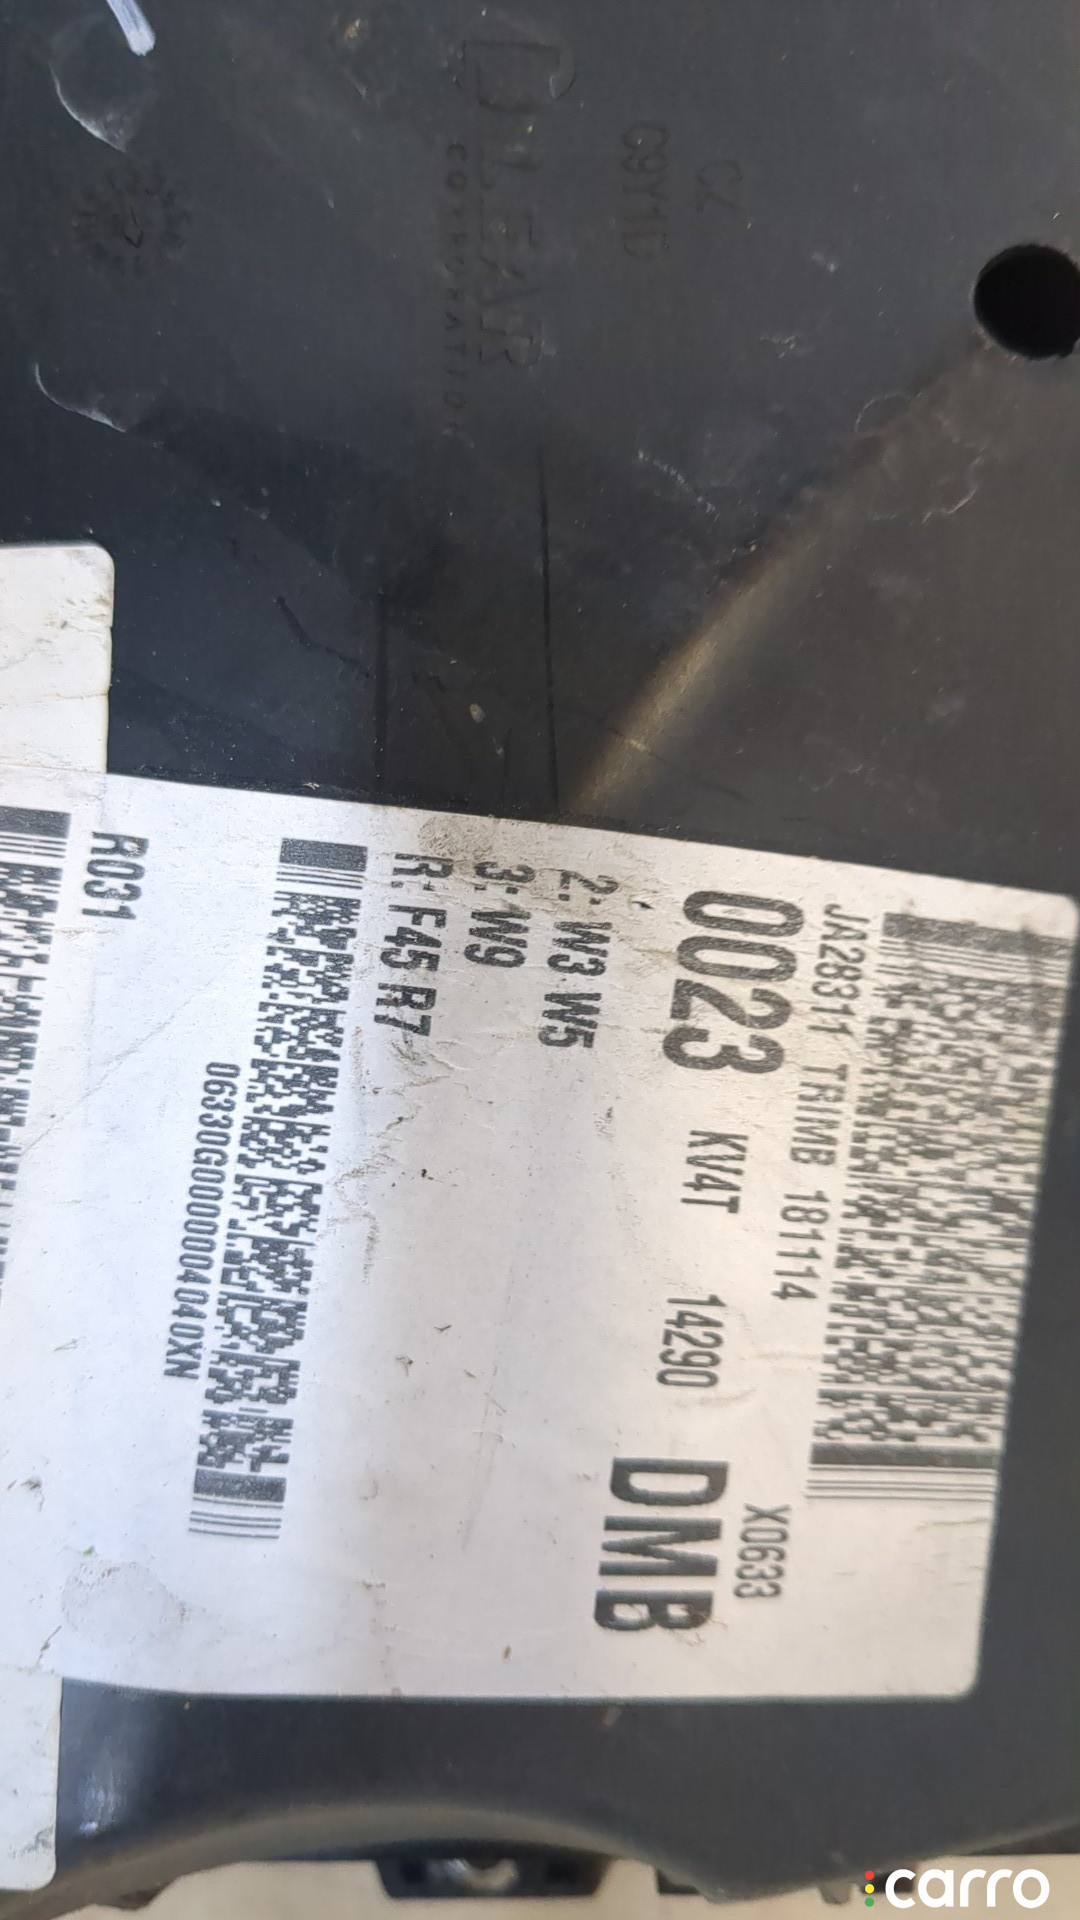 LEAR
CORPORATION
JA28311 TRIMB 181114
X0633
0023 KV4T 14290 DMB
2: W3 W5
3: W9
R: F45 R7
06330G000004040XN
R031
carro